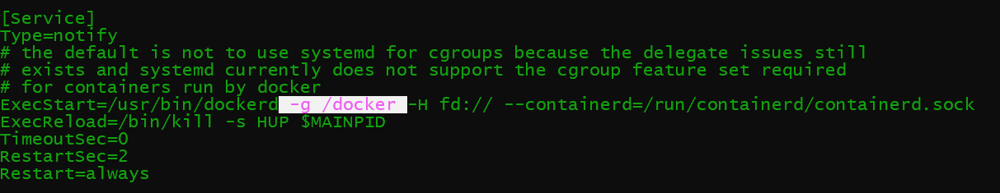 [Service]
Type=notify
# the default is not to use systemd for cgroups because the delegate issues still
# exists and systemd currently does not support the cgroup feature set required
# for containers run by docker
ExecStart=/usr/bin/dockerd -g /docker -H fd:// --containerd=/run/containerd/containerd.sock
ExecReload=/bin/kill -s HUP $MAINPID
TimeoutSec=0
RestartSec=2
Restart=always